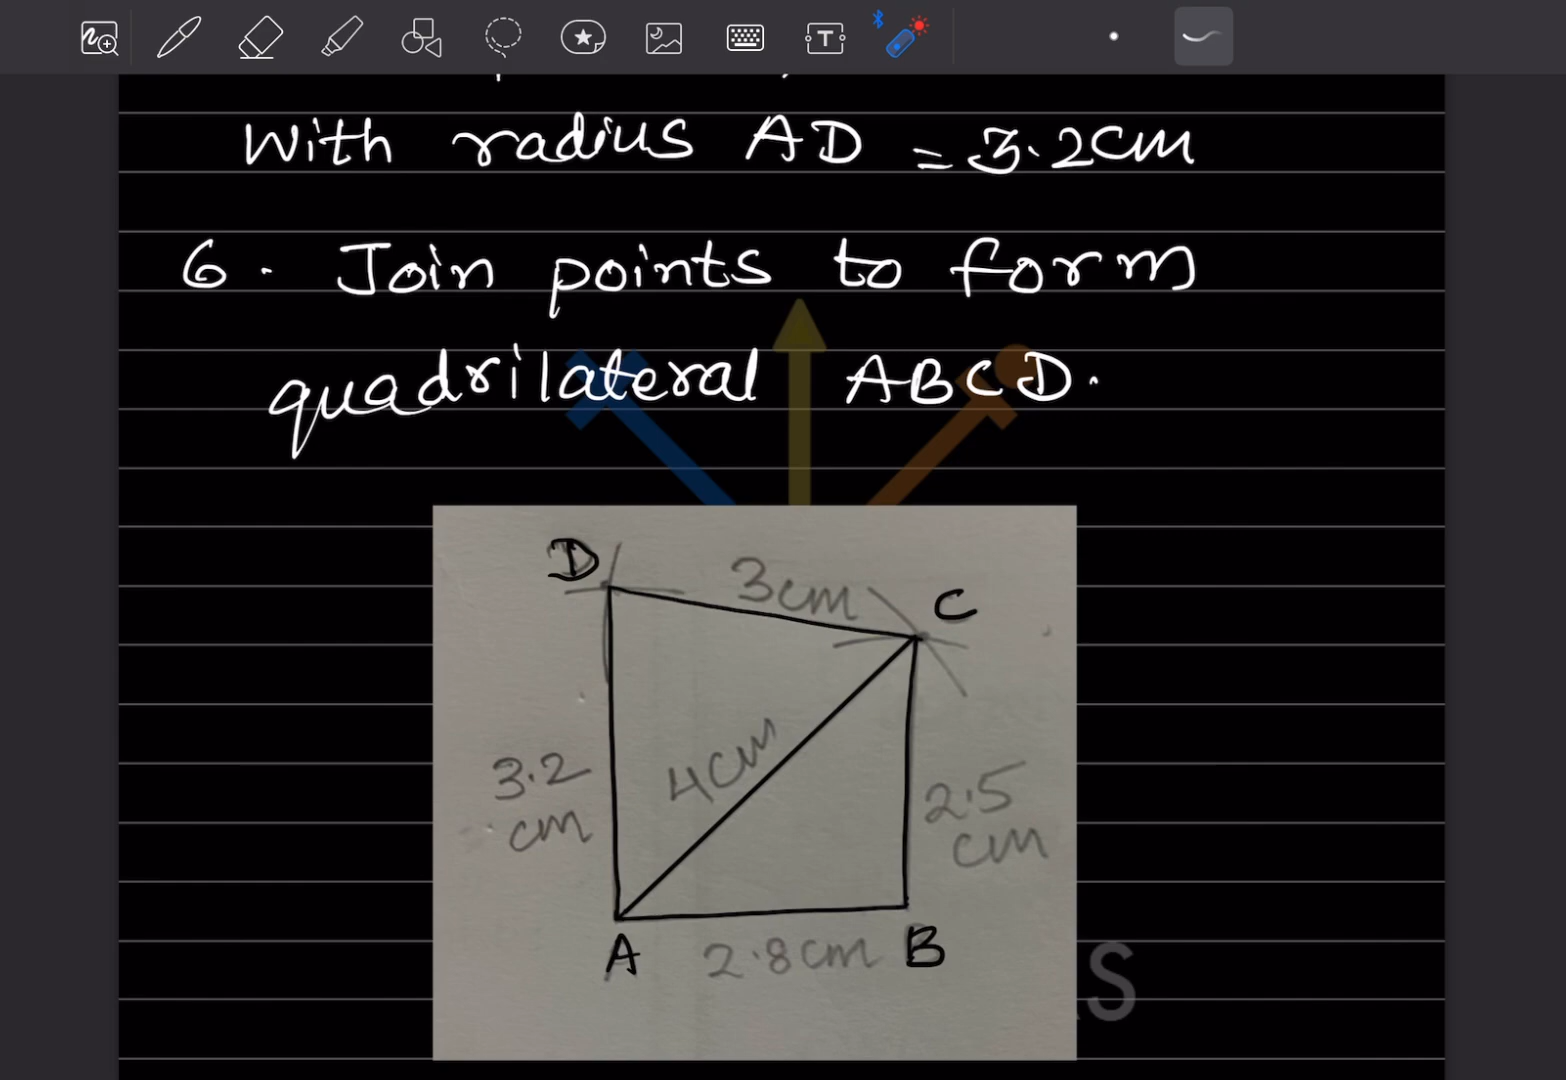 With radius AD = 3.2cm
6. Join points to form
quadrilateral ABCD.
D
3cm
C
3.2
cm
4cm
2.5
cm
A
2.8cm
B
S